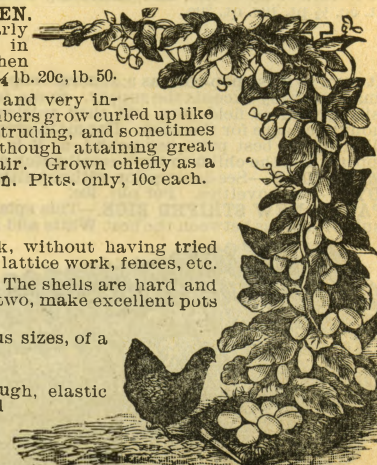 EN.
arly
in
hen
¼ lb. 20c, lb. 50.
and very in-
mbers grow curled up like
truding, and sometimes
though attaining great
air. Grown chiefly as a
n. Pkts. only, 10c each.
k, without having tried
lattice work, fences, etc.
The shells are hard and
two, make excellent pots
us sizes, of a
ugh, elastic